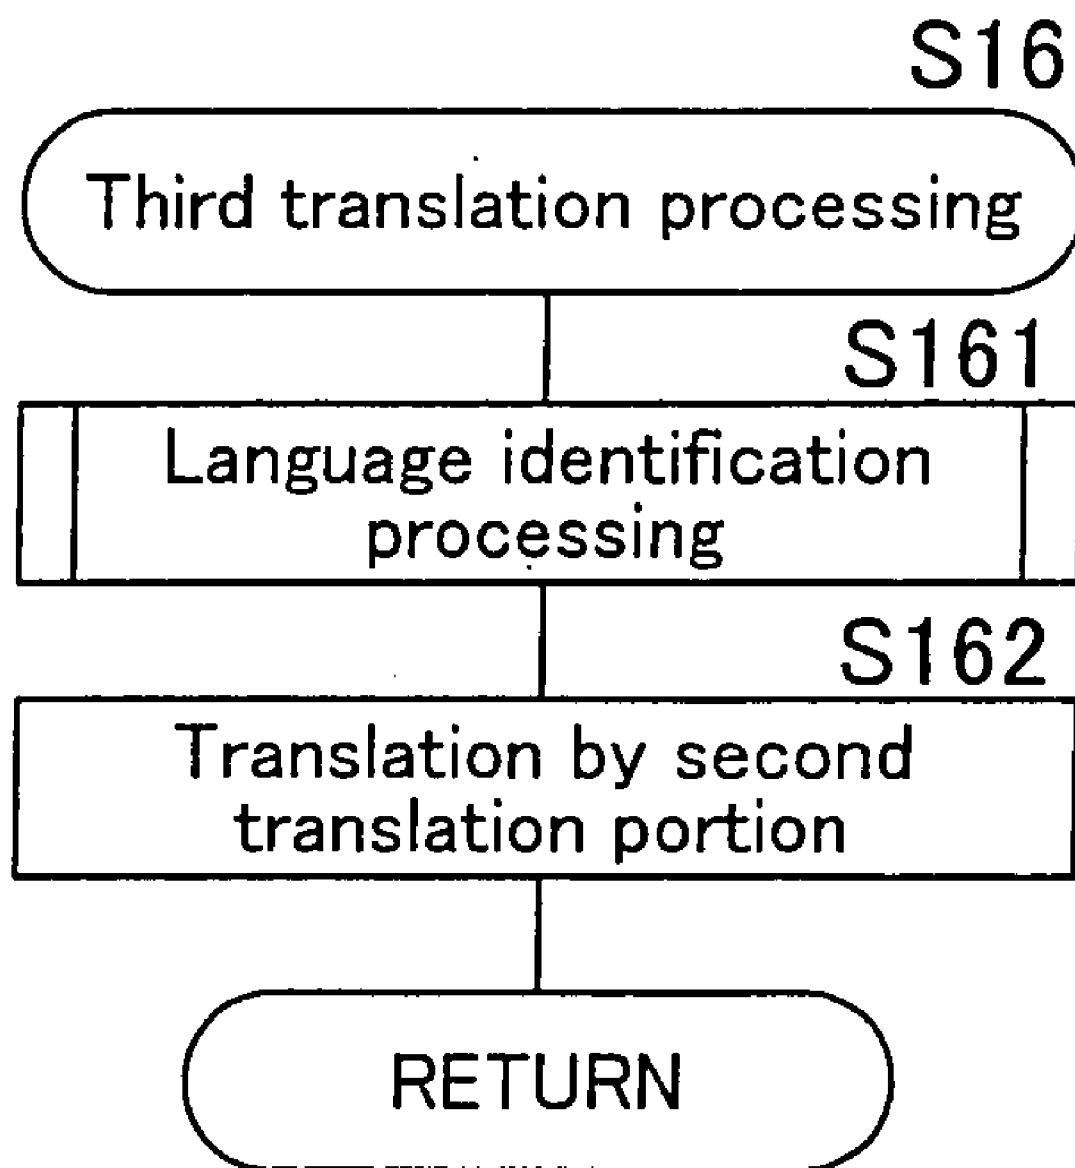 S16
Third translation processing
S161
Language identification
processing
S162
Translation by second
translation portion
RETURN